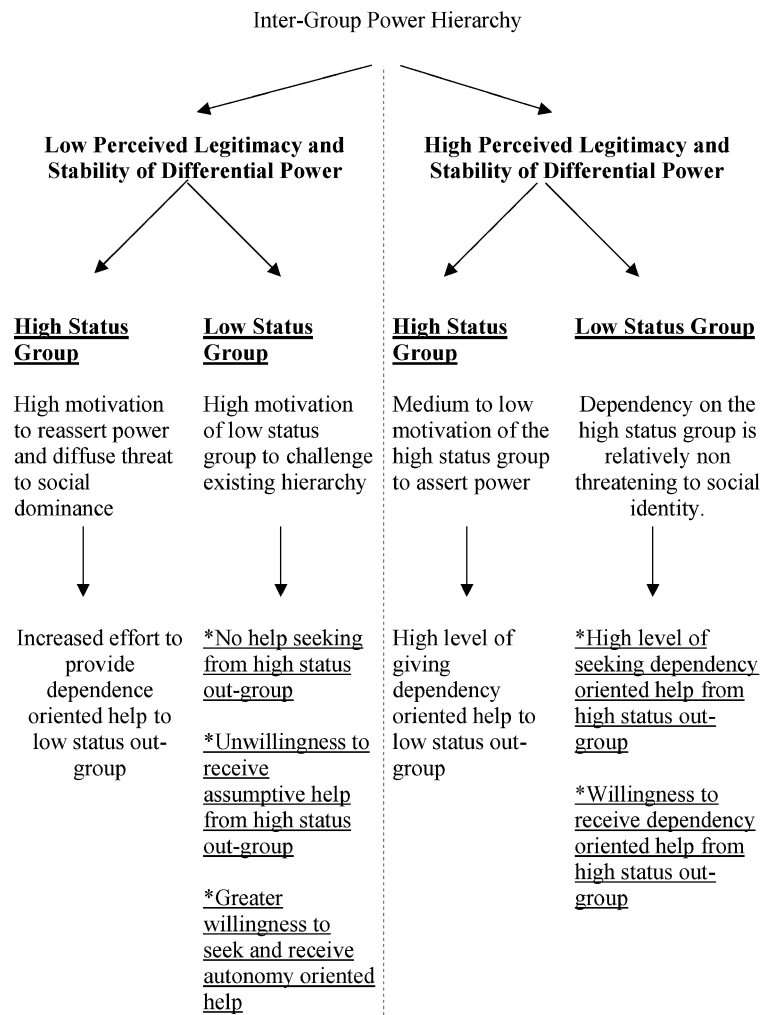 Inter-Group Power Hierarchy
Low Perceived Legitimacy and
Stability of Differential Power
High Perceived Legitimacy and
Stability of Differential Power
High Status
Group
High motivation
to reassert power
and diffuse threat
to social
dominance
Increased effort to
provide
dependence
oriented help to
low status out-
group
Low Status
Group
High motivation
of low status
group to challenge
existing hierarchy
*No help seeking
from high status
out-group
*Unwillingness to
receive
assumptive help
from high status
out-group
*Greater
willingness to
seek and receive
autonomy oriented
help
High Status
Group
Medium to low
motivation of the
high status group
to assert power
High level of
giving
dependency
oriented help to
low status out-
group
Low Status Group
Dependency on the
high status group is
relatively non
threatening to social
identity.
*High level of
seeking dependency
oriented help from
high status out-
group
*Willingness to
receive dependency
oriented help from
high status out-
group